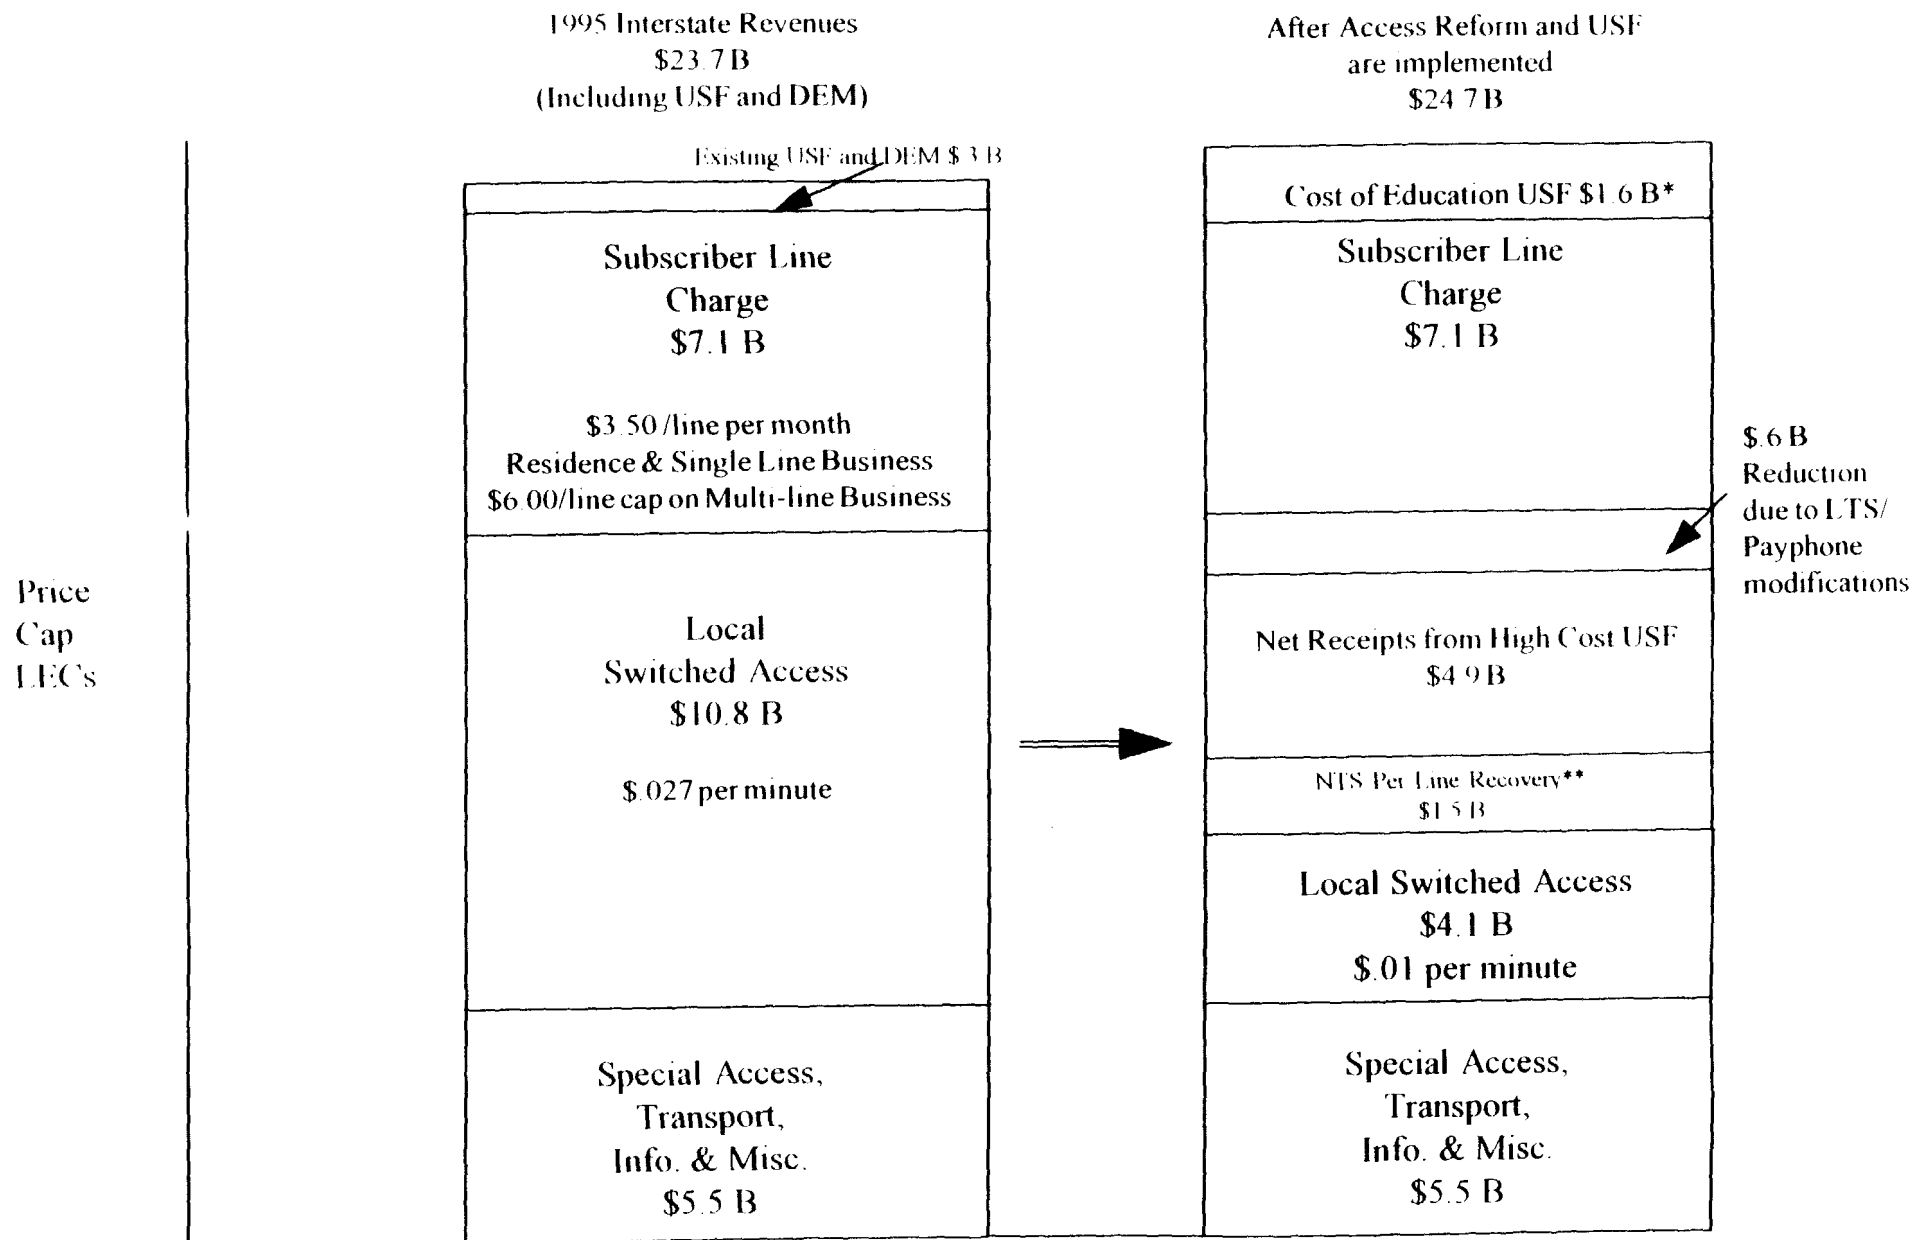 1995 Interstate Revenues
$23.7 B
(Including USF and DEM)
After Access Reform and USF
are implemented
$24.7 B
Price
Cap
LECs
Existing USF and DEM $.3 B
Subscriber Line
Charge
$7.1 B
$3.50 /line per month
Residence & Single Line Business
$6.00/line cap on Multi-line Business
Local
Switched Access
$10.8 B
$.027 per minute
Special Access,
Transport,
Info. & Misc.
$5.5 B
Cost of Education USF $1.6 B*
Subscriber Line
Charge
$7.1 B
$.6 B
Reduction
due to LTS/
Payphone
modifications
Net Receipts from High Cost USF
$4.9 B
NTS Per Line Recovery**
$1.5 B
Local Switched Access
$4.1 B
$.01 per minute
Special Access,
Transport,
Info. & Misc.
$5.5 B